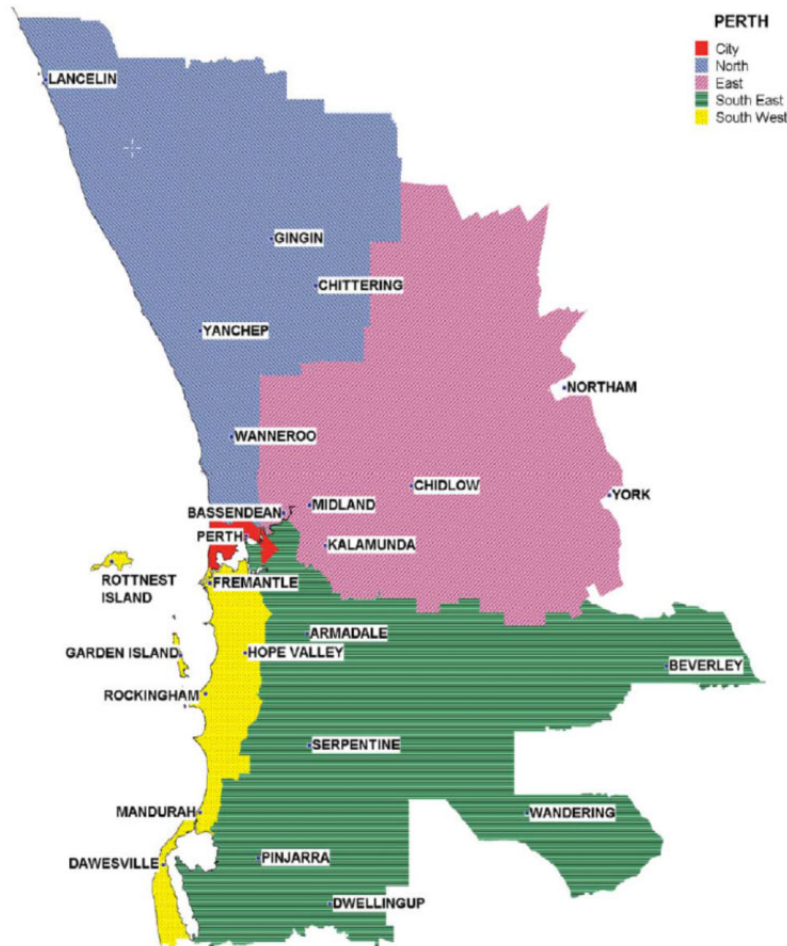 PERTH
City
North
East
South East
South West
LANCELIN
GINGIN
CHITTERING
YANCHEP
NORTHAM
WANNEROO
CHIDLOW
YORK
MIDLAND
BASSENDEAN
PERTH
KALAMUNDA
ROTTNEST
ISLAND
FREMANTLE
ARMADALE
GARDEN ISLAND
HOPE VALLEY
BEVERLEY
ROCKINGHAM
SERPENTINE
MANDURAH
WANDERING
DAWESVILLE
PINJARRA
DWELLINGUP